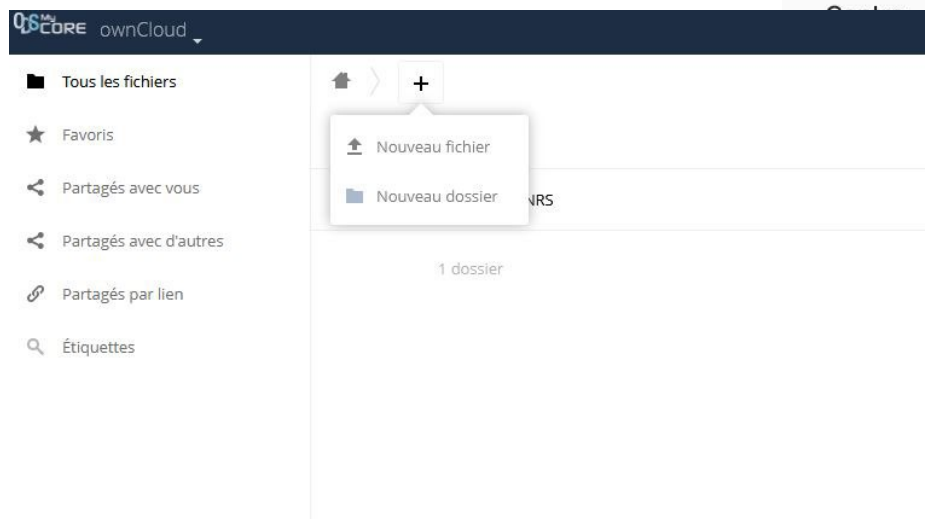 My
CORE ownCloud
Tous les fichiers
+
Favoris
Nouveau fichier
Partagés avec vous
Nouveau dossier
NRS
Partagés avec d'autres
1 dossier
Partagés par lien
Étiquettes